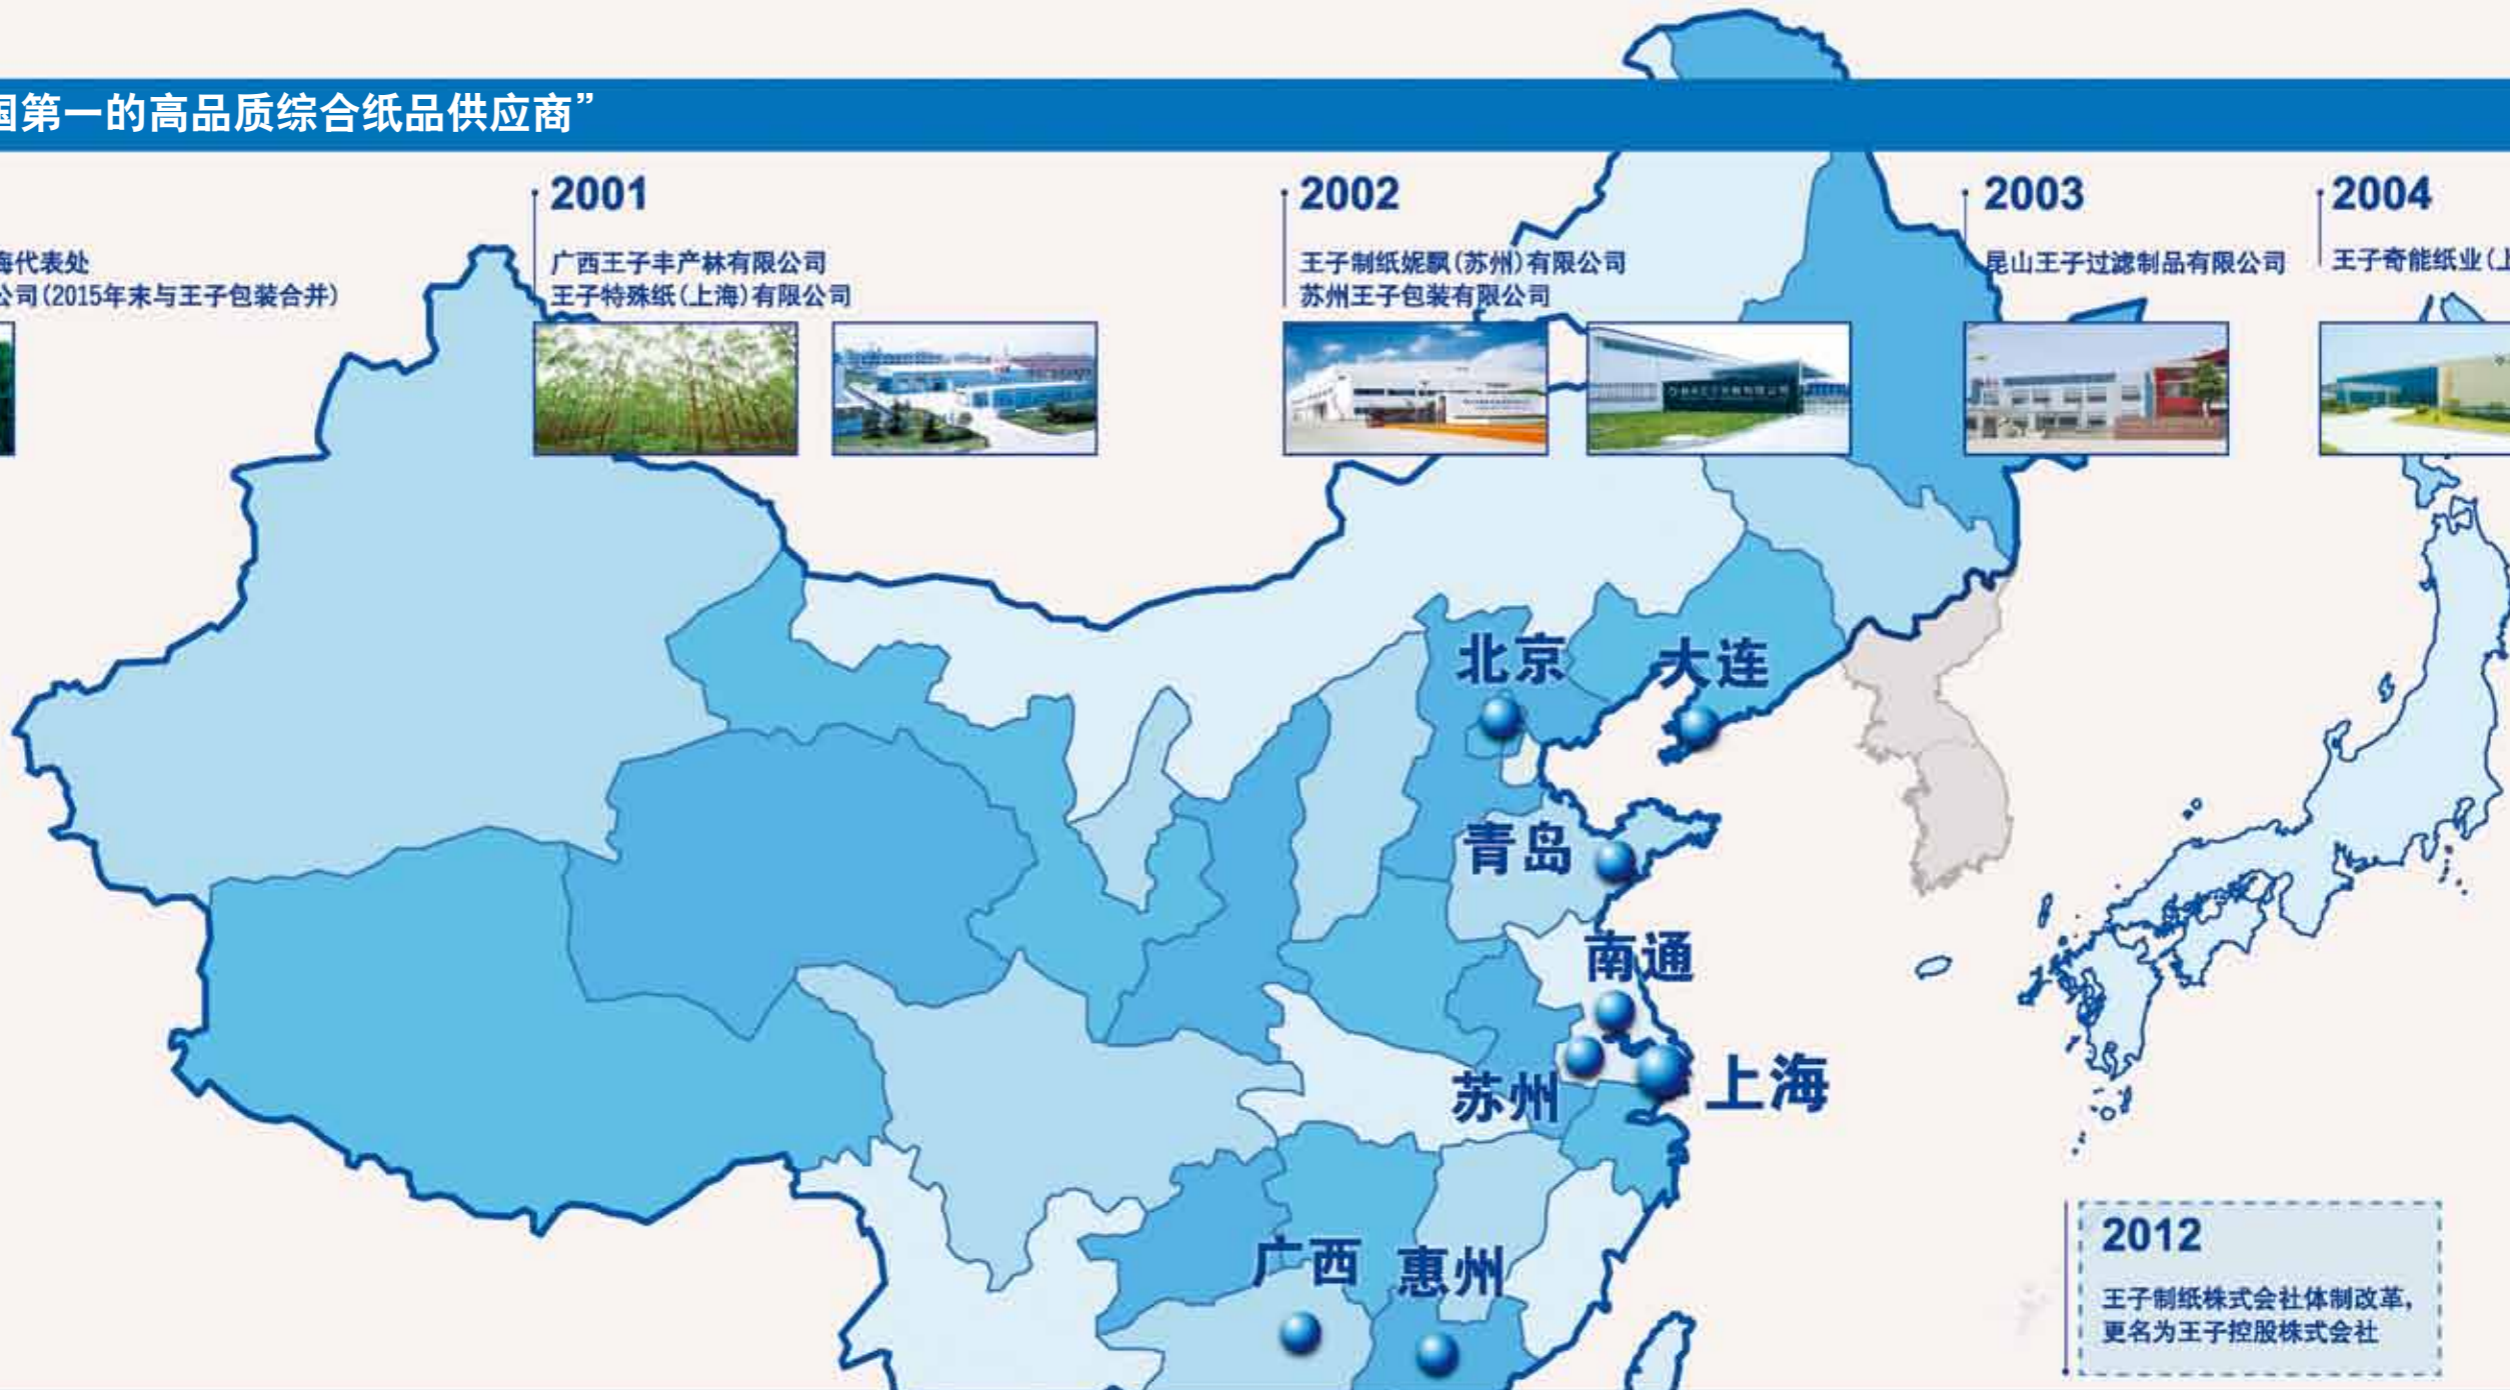 国第一的高品质综合纸品供应商”
海代表处
公司(2015年末与王子包装合并)
2001
广西王子丰产林有限公司
王子特殊纸(上海)有限公司
2002
王子制纸妮飘(苏州)有限公司
苏州王子包装有限公司
2003
昆山王子过滤制品有限公司
2004
王子奇能纸业(上
北京
大连
青岛
南通
苏州
上海
广西
惠州
2012
王子制纸株式会社体制改革,
更名为王子控股株式会社